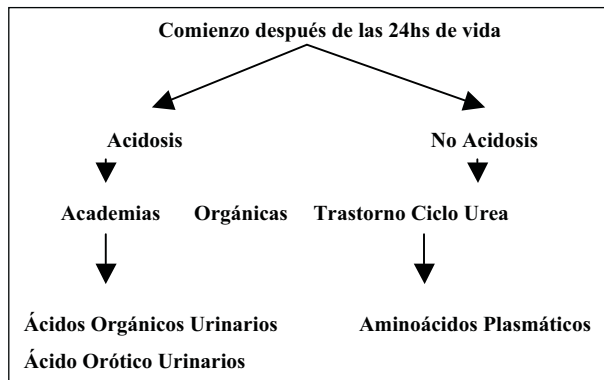 Comienzo después de las 24hs de vida
Acidosis No Acidosis
Academias Orgánicas Trastorno Ciclo Urea
Ácidos Orgánicos Urinarios Aminoácidos Plasmáticos
Ácido Orótico Urinarios